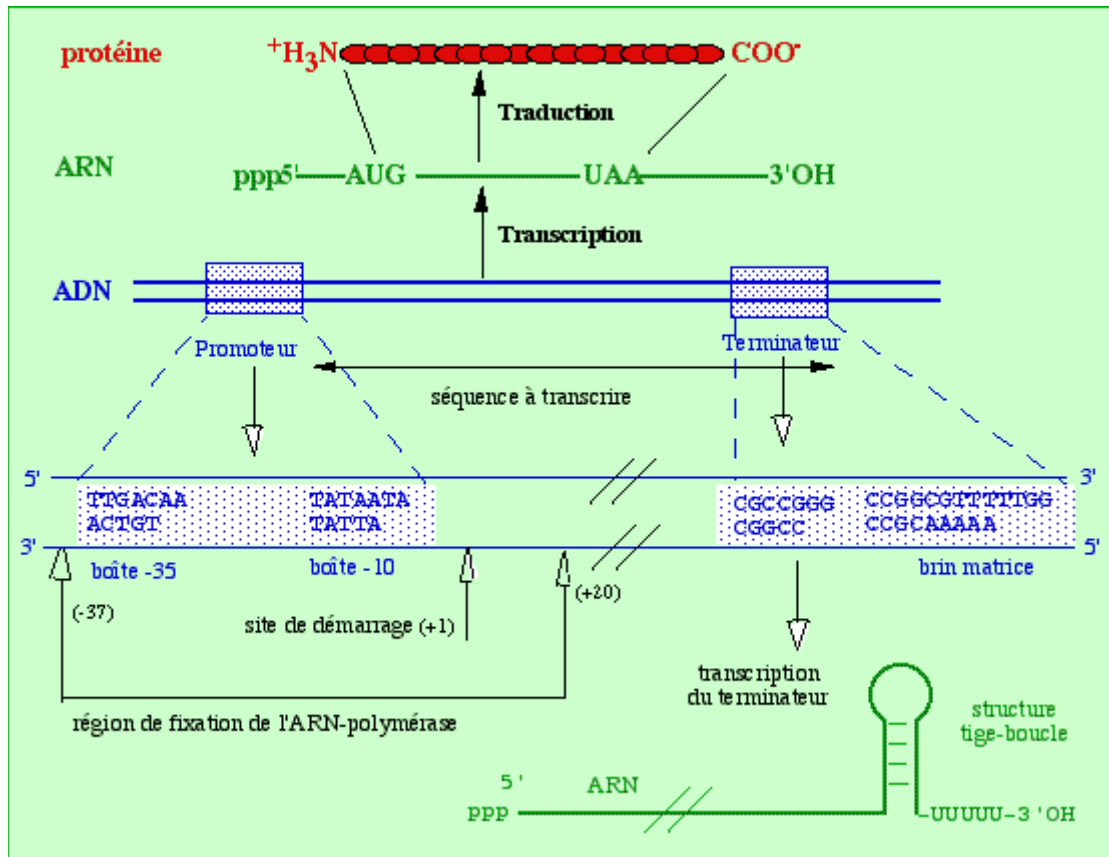 protéine +H3N COO-
Traduction
ARN ppp5' AUG UAA 3'OH
Transcription
ADN
Promoteur Terminateur
séquence à transcrire
5' 3'
TTGACAA TATAATA CGCCGGG CCGGCGTTTTTGG
ACTGT TATTA CGGCC CCGCAAAAA
3' 5'
boîte -35 boîte -10 brin matrice
(-37) (+20)
site de démarrage (+1)
transcription
du terminateur
région de fixation de l'ARN-polymérase
structure
tige-boucle
5' ARN
ppp -UUUUU-3'OH